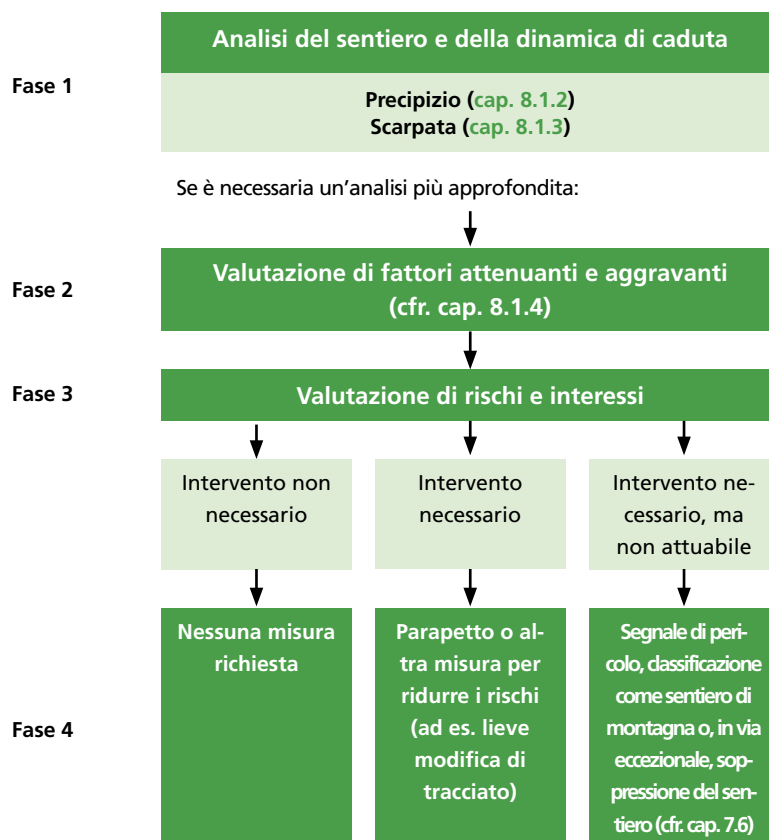 Analisi del sentiero e della dinamica di caduta
Fase 1
Precipizio (cap. 8.1.2)
Scarpata (cap. 8.1.3)
Se è necessaria un'analisi più approfondita:
Fase 2
Valutazione di fattori attenuanti e aggravanti
(cfr. cap. 8.1.4)
Fase 3
Valutazione di rischi e interessi
Intervento non
necessario
Intervento
necessario
Intervento ne-
cessario, ma
non attuabile
Fase 4
Nessuna misura
richiesta
Parapetto o al-
tra misura per
ridurre i rischi
(ad es. lieve
modifica di
tracciato)
Segnale di peri-
colo, classificazione
come sentiero di
montagna o, in via
eccezionale, sop-
pressione del sen-
tiero (cfr. cap. 7.6)